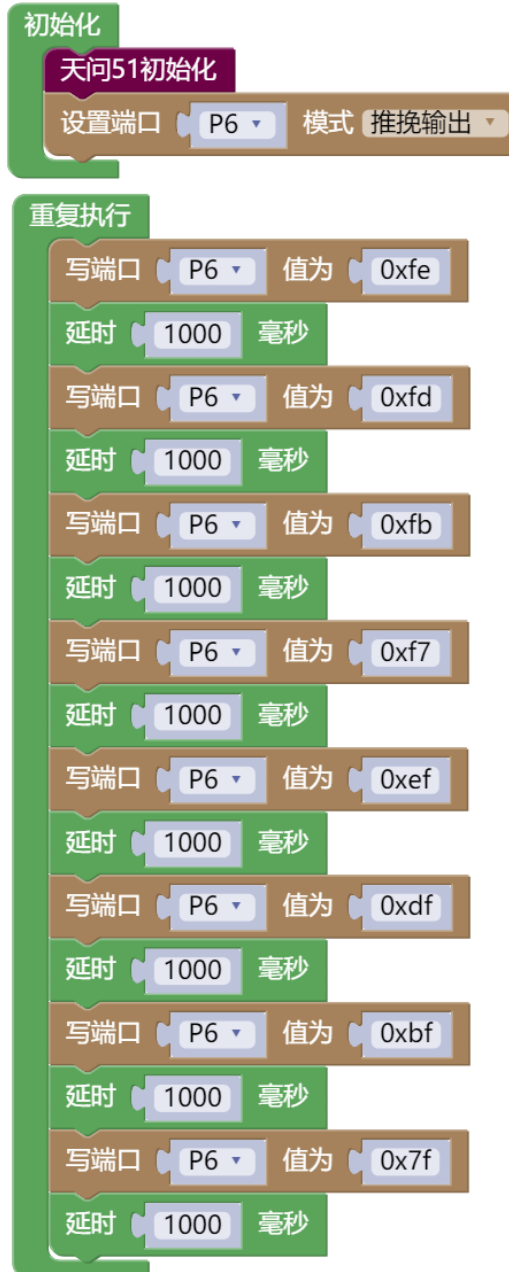 初始化
天问51初始化
设置端口 P6 模式 推挽输出
重复执行
写端口 P6 值为 0xfe
延时 1000 毫秒
写端口 P6 值为 0xfd
延时 1000 毫秒
写端口 P6 值为 0xfb
延时 1000 毫秒
写端口 P6 值为 0xf7
延时 1000 毫秒
写端口 P6 值为 0xef
延时 1000 毫秒
写端口 P6 值为 0xdf
延时 1000 毫秒
写端口 P6 值为 0xbf
延时 1000 毫秒
写端口 P6 值为 0x7f
延时 1000 毫秒